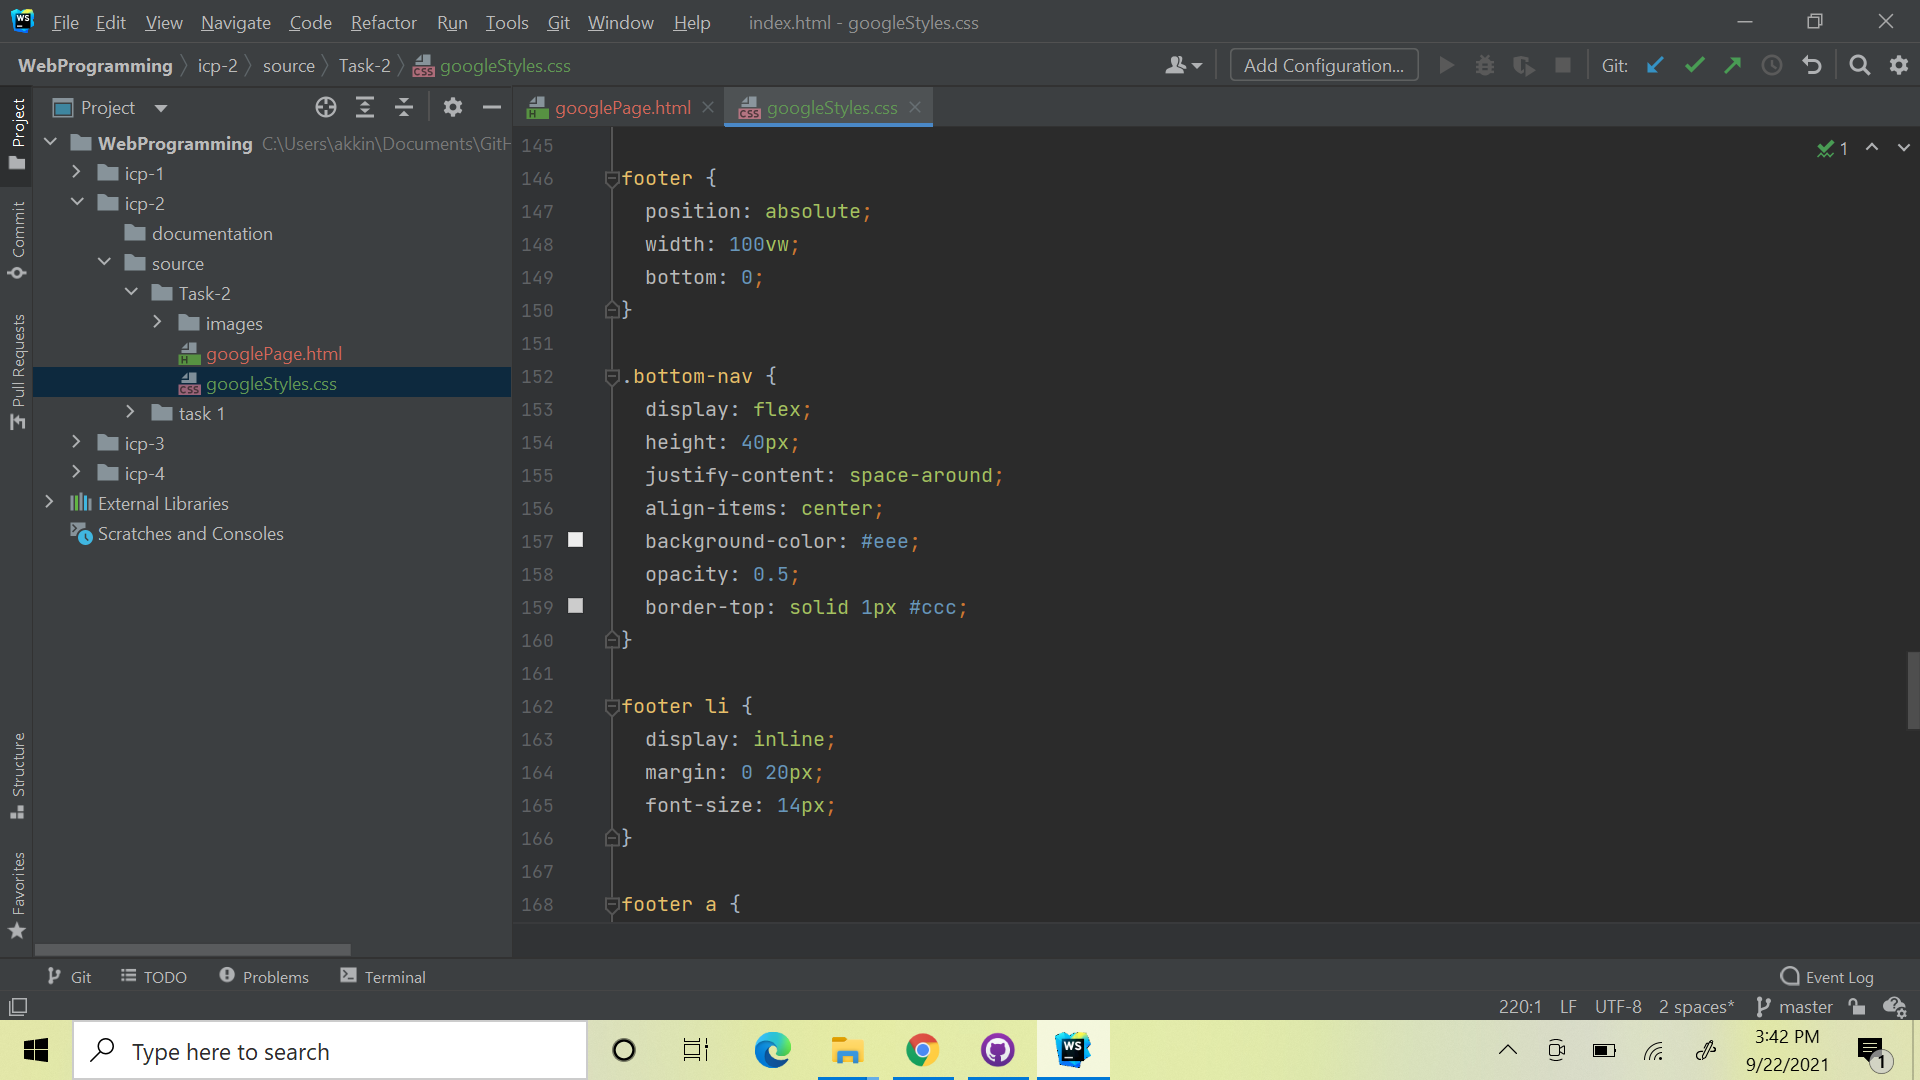 File Edit View Navigate Code Refactor Run Tools Git Window Help index.html - googleStyles.css
WebProgramming icp-2 source Task-2 googleStyles.css Add Configuration... Git:
Project
Commit
Pull Requests
Structure
Favorites
Project
WebProgramming C:\Users\akkin\Documents\GitH
icp-1
icp-2
documentation
source
Task-2
images
googlePage.html
googleStyles.css
task 1
icp-3
icp-4
External Libraries
Scratches and Consoles
googlePage.html googleStyles.css
1
145
146 footer {
147 position: absolute;
148 width: 100vw;
149 bottom: 0;
150 }
151
152 .bottom-nav {
153 display: flex;
154 height: 40px;
155 justify-content: space-around;
156 align-items: center;
157 background-color: #eee;
158 opacity: 0.5;
159 border-top: solid 1px #ccc;
160 }
161
162 footer li {
163 display: inline;
164 margin: 0 20px;
165 font-size: 14px;
166 }
167
168 footer a {
Git TODO Problems Terminal Event Log
220:1 LF UTF-8 2 spaces* master
Type here to search
WS
3:42 PM
9/22/2021
1